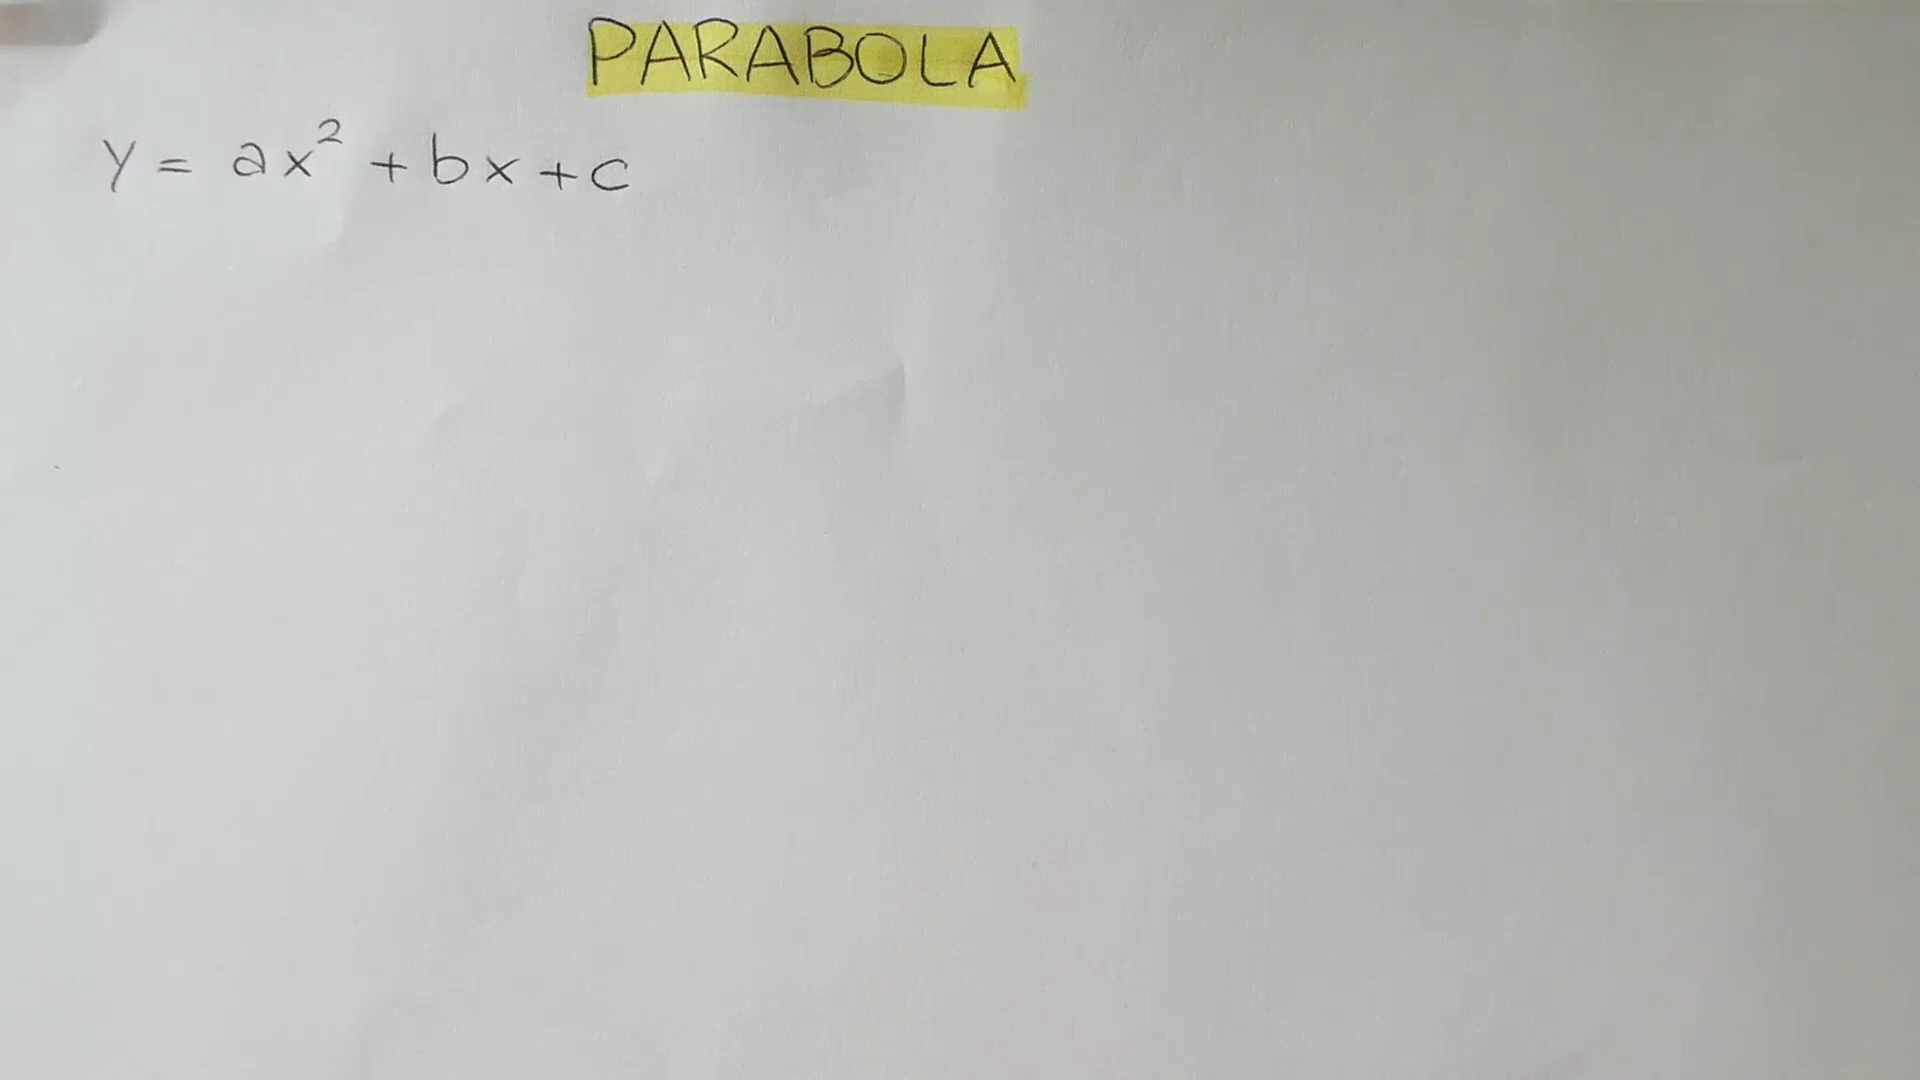 PARABOLA
y = ax² + bx + c